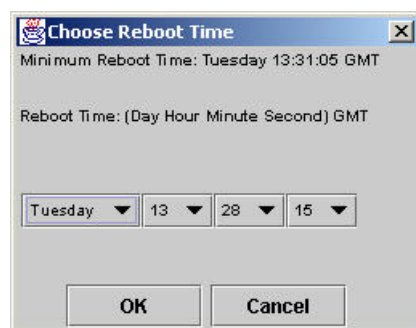 Choose Reboot Time
Minimum Reboot Time: Tuesday 13:31:05 GMT
Reboot Time: (Day Hour Minute Second) GMT
Tuesday 13 28 15
OK Cancel